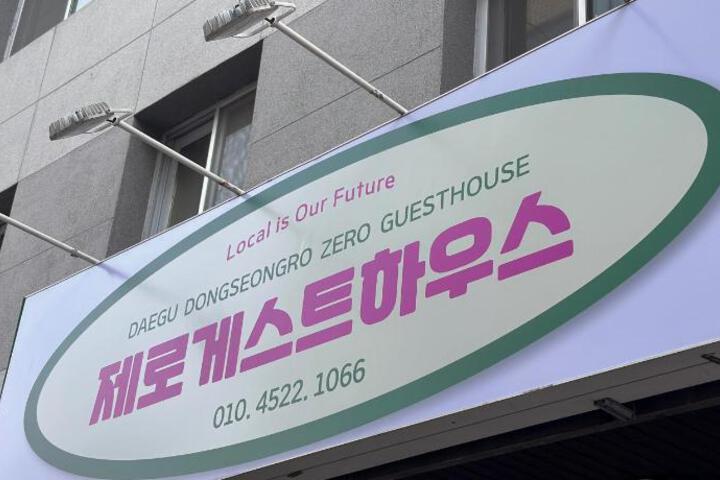 Local is Our Future
DAEGU DONGSEONGRO ZERO GUESTHOUSE
제로게스트하우스
010. 4522. 1066